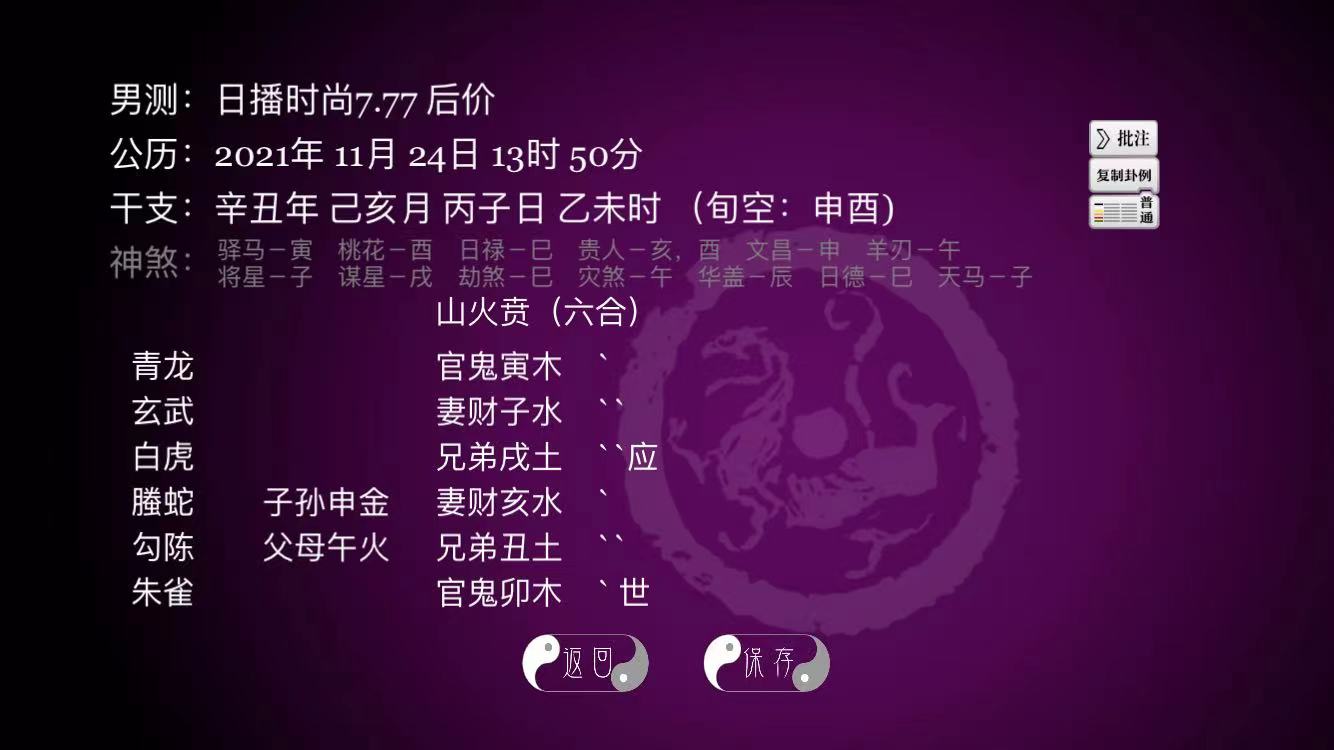 男测：日播时尚7.77 后价
公历：2021年 11月 24日 13时 50分
干支：辛丑年 己亥月 丙子日 乙未时 （旬空：申酉)
神煞：驿马－寅 桃花－酉 日禄－巳 贵人－亥，酉 文昌－申 羊刃－午
将星－子 谋星－戌 劫煞－巳 灾煞－午 华盖－辰 日德－巳 天马－子
山火贲（六合）
青龙 官鬼寅木 `
玄武 妻财子水 ``
白虎 兄弟戌土 ``应
螣蛇 子孙申金 妻财亥水 `
勾陈 父母午火 兄弟丑土 ``
朱雀 官鬼卯木 ` 世
批注
复制卦例
普通
返回
保存